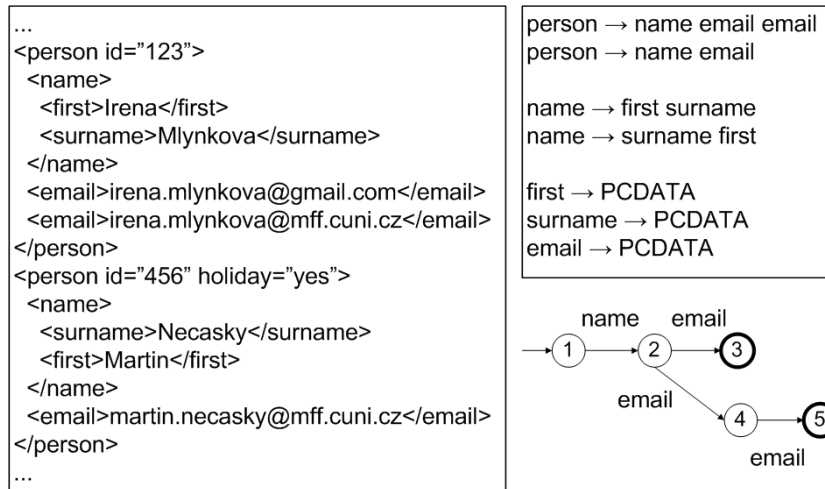 ...
<person id=”123”>
<name>
<first>Irena</first>
<surname>Mlynkova</surname>
</name>
<email>irena.mlynkova@gmail.com</email>
<email>irena.mlynkova@mff.cuni.cz</email>
</person>
<person id=”456” holiday=”yes”>
<name>
<surname>Necasky</surname>
<first>Martin</first>
</name>
<email>martin.necasky@mff.cuni.cz</email>
</person>
...
person → name email email
person → name email
name → first surname
name → surname first
first → PCDATA
surname → PCDATA
email → PCDATA
name email
1 2 3
email
4 5
email